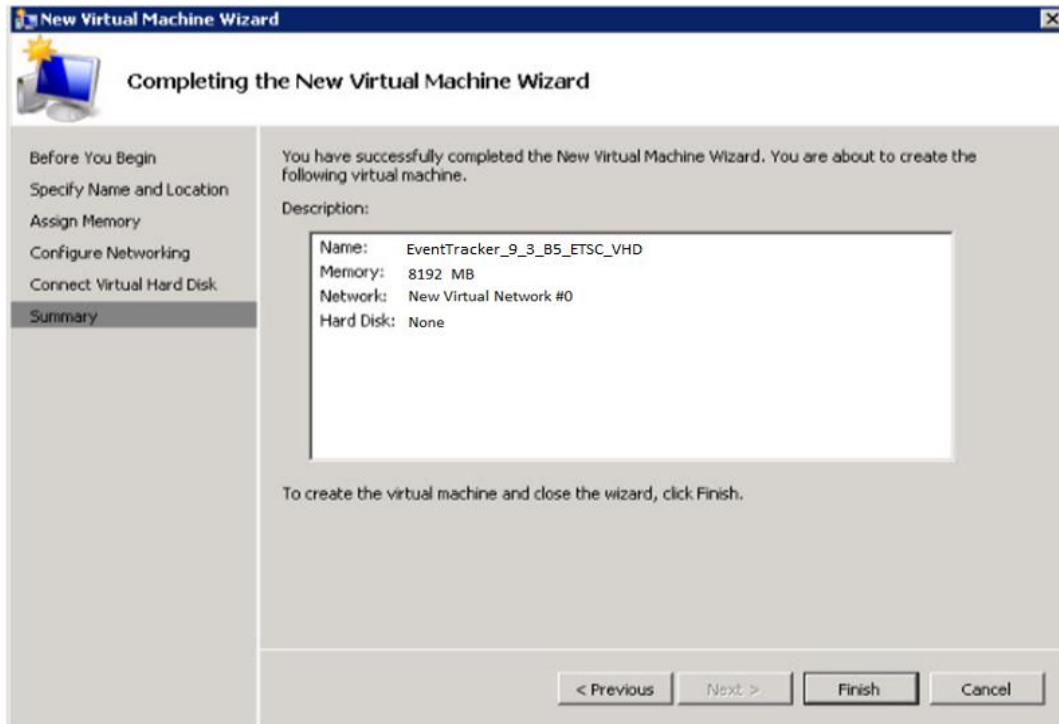 New Virtual Machine Wizard
Completing the New Virtual Machine Wizard
Before You Begin
Specify Name and Location
Assign Memory
Configure Networking
Connect Virtual Hard Disk
Summary
You have successfully completed the New Virtual Machine Wizard. You are about to create the
following virtual machine.
Description:
Name: EventTracker_9_3_B5_ETSC_VHD
Memory: 8192 MB
Network: New Virtual Network #0
Hard Disk: None
To create the virtual machine and close the wizard, click Finish.
< Previous Next > Finish Cancel